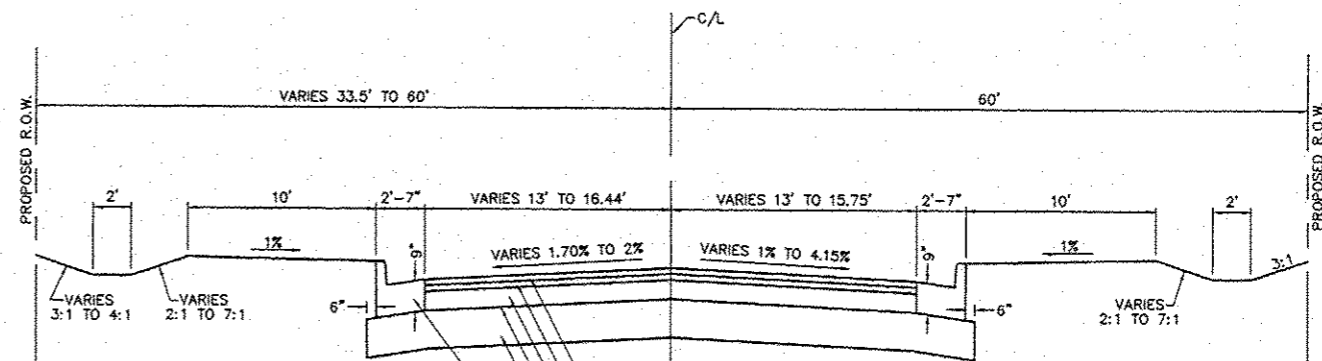 C/L
PROPOSED R.O.W.
VARIES 33.5' TO 60'
60'
PROPOSED R.O.W.
2'
10'
2'-7"
VARIES 13' TO 16.44'
VARIES 13' TO 15.75'
2'-7"
10'
2'
1%
9"
VARIES 1.70% TO 2%
VARIES 1% TO 4.15%
9"
1%
3:1
VARIES
3:1 TO 4:1
VARIES
2:1 TO 7:1
6"
6"
VARIES
2:1 TO 7:1